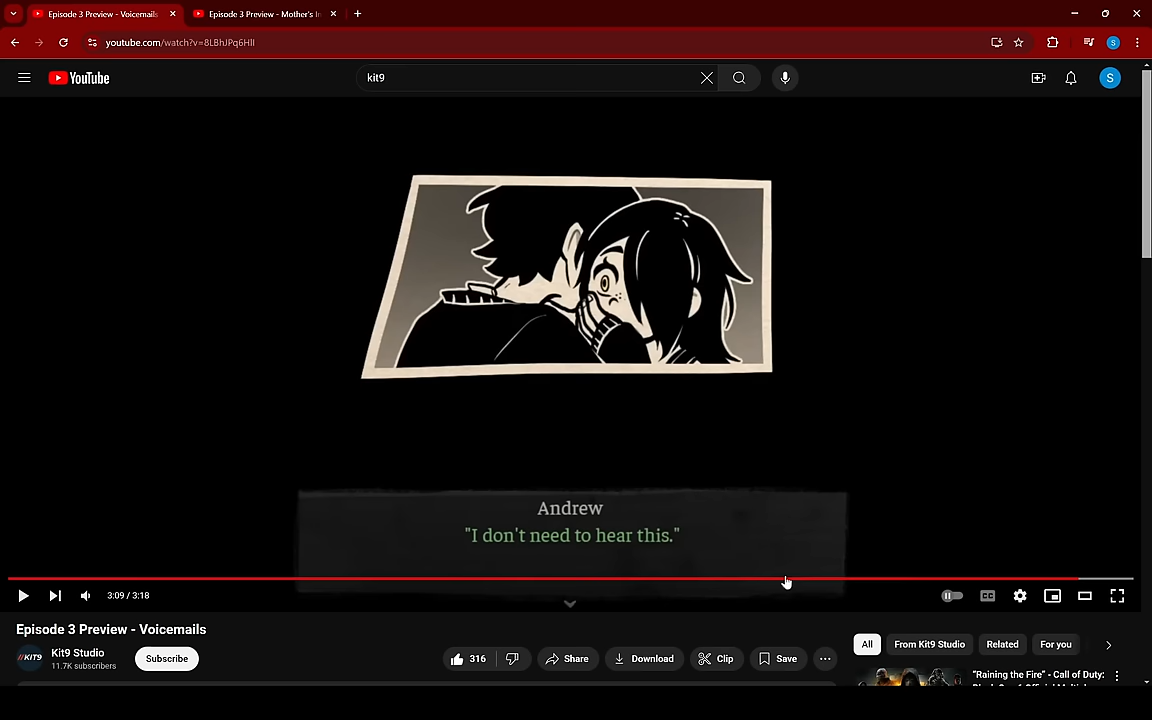 Episode 3 Preview - Voicemails
Episode 3 Preview - Mother's
youtube.com/watch?v=8LBhJPq6HlI
S
YouTube
kit9
S
Andrew
"I don't need to hear this."
3:09 / 3:18
CC
Episode 3 Preview - Voicemails
KIT9
Kit9 Studio
11.7K subscribers
Subscribe
316
Share
Download
Clip
Save
All
From Kit9 Studio
Related
For you
"Raining the Fire" - Call of Duty: